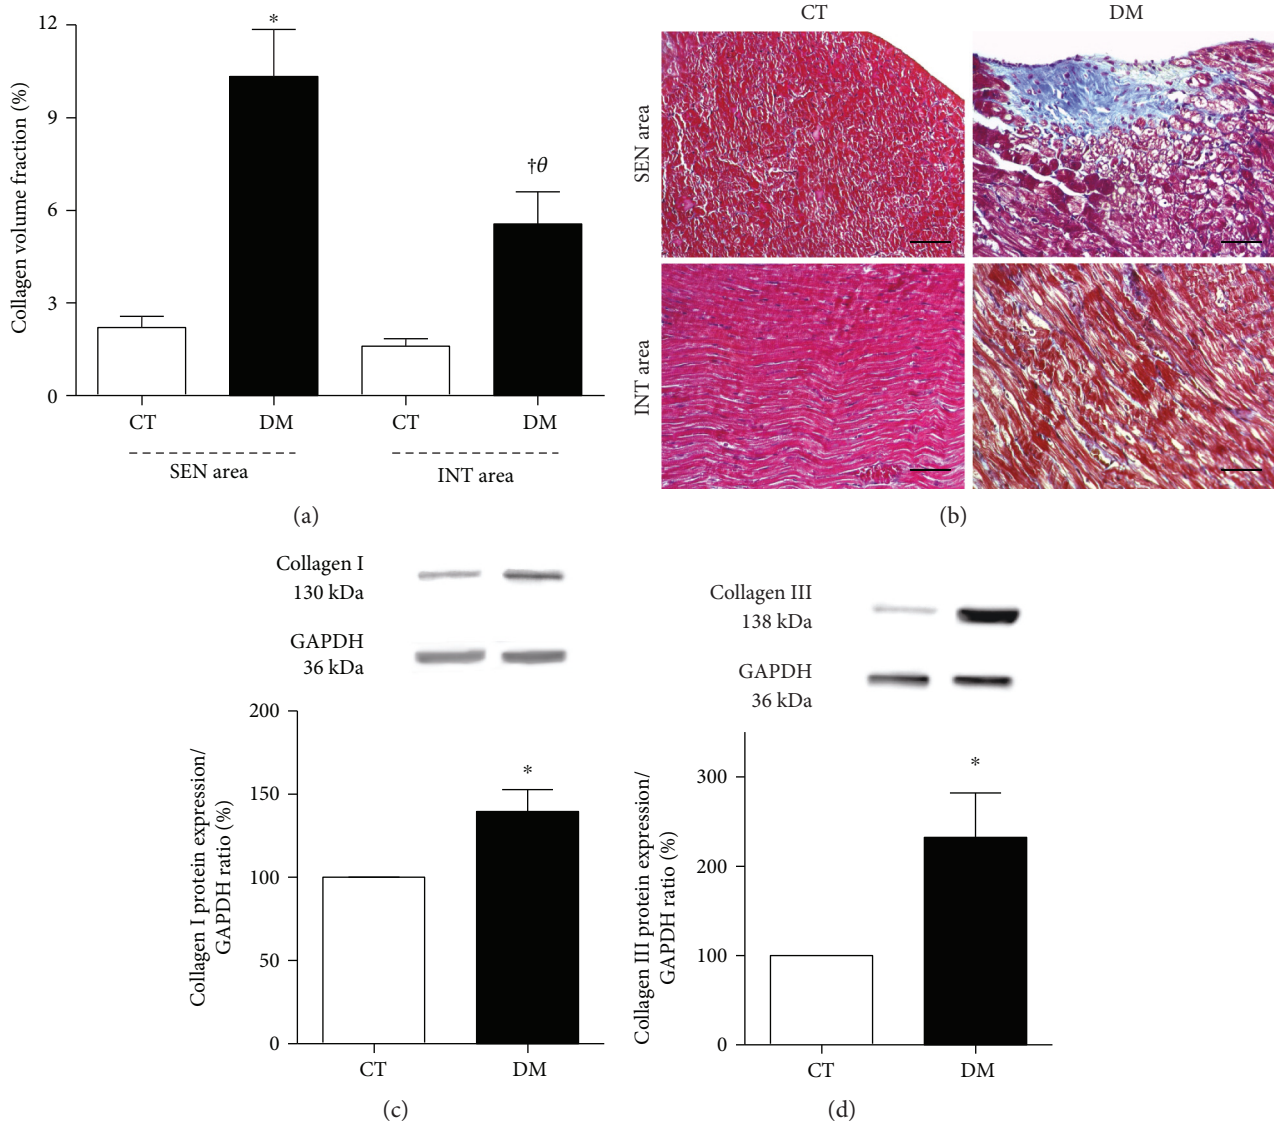 12
9
6
3
0
Collagen volume fraction (%)
*
†θ
CT
DM
CT
DM
SEN area
INT area
(a)
CT
DM
SEN area
INT area
(b)
Collagen I
130 kDa
GAPDH
36 kDa
200
150
100
50
0
Collagen I protein expression/
GAPDH ratio (%)
*
CT
DM
(c)
Collagen III
138 kDa
GAPDH
36 kDa
300
200
100
0
Collagen III protein expression/
GAPDH ratio (%)
*
CT
DM
(d)